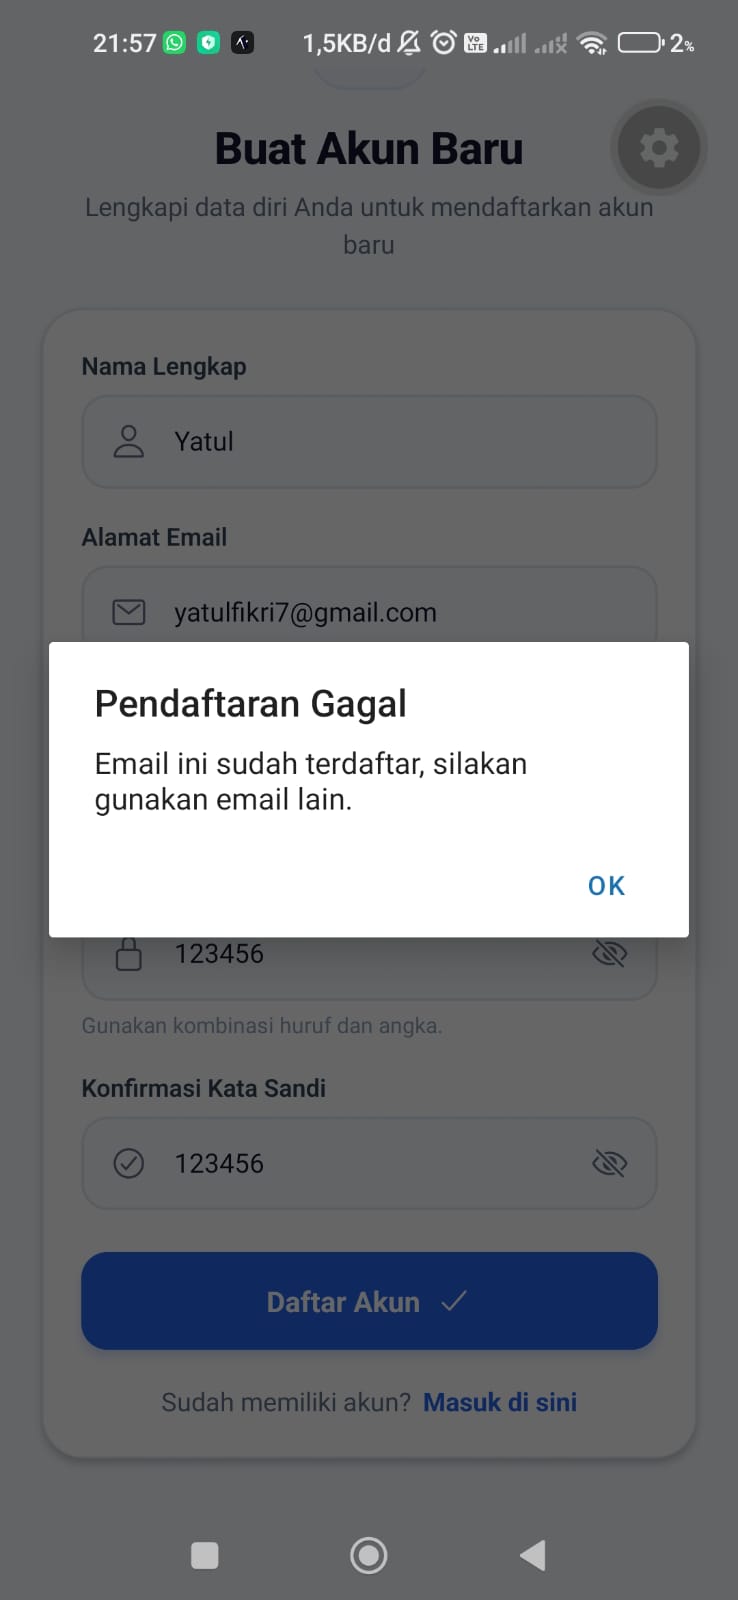 21:57 1,5KB/d Vo LTE 2%
Buat Akun Baru
Lengkapi data diri Anda untuk mendaftarkan akun
baru
Nama Lengkap
Yatul
Alamat Email
yatulfikri7@gmail.com
Pendaftaran Gagal
Email ini sudah terdaftar, silakan
gunakan email lain.
OK
123456
Gunakan kombinasi huruf dan angka.
Konfirmasi Kata Sandi
123456
Daftar Akun
Sudah memiliki akun? Masuk di sini